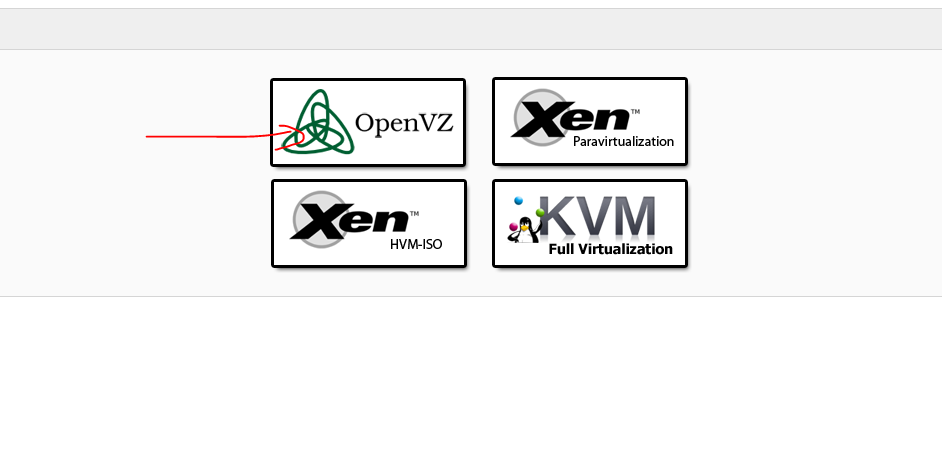 OpenVZ
Xen™
Paravirtualization
Xen™
HVM-ISO
KVM
Full Virtualization